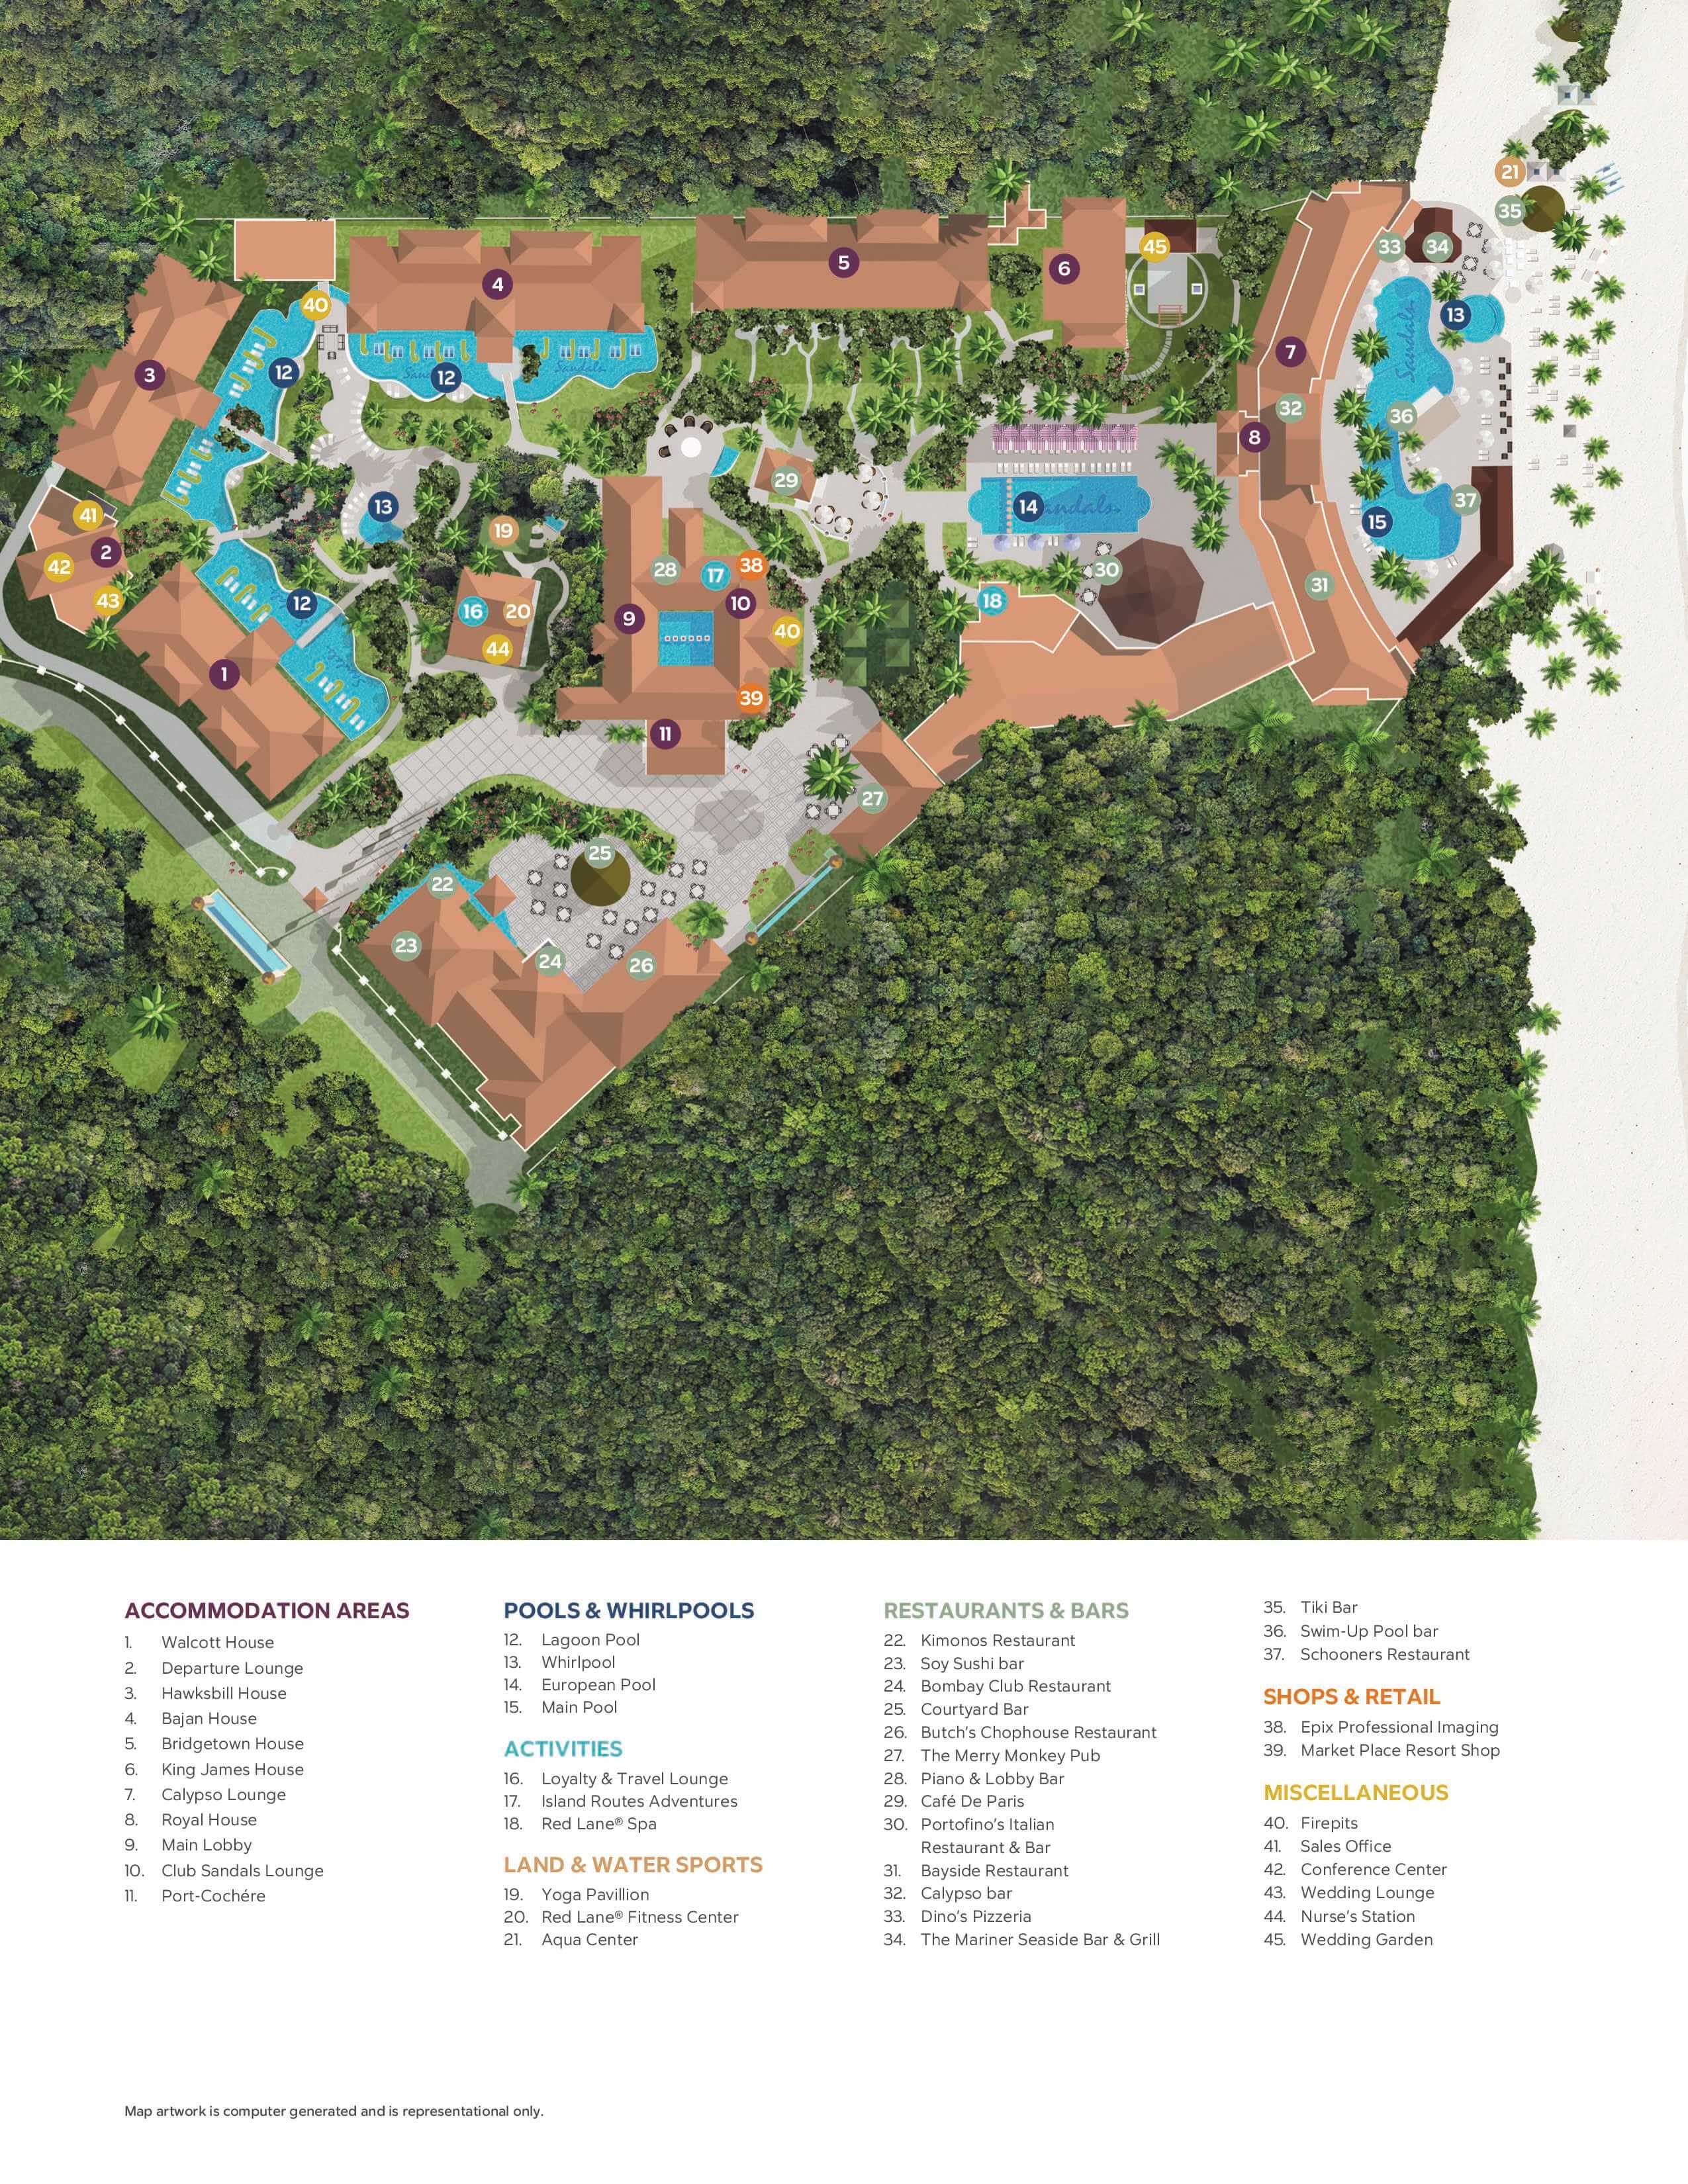 21
35
45
33
34
5
6
4
40
13
7
12
3
12
32
36
8
29
37
13
14
41
15
19
2
28
17
38
30
42
31
43
12
16
20
10
18
9
40
44
1
39
11
27
25
22
23
24
26
Sandals
Sandals
Sandals
ACCOMMODATION AREAS
1. Walcott House
2. Departure Lounge
3. Hawksbill House
4. Bajan House
5. Bridgetown House
6. King James House
7. Calypso Lounge
8. Royal House
9. Main Lobby
10. Club Sandals Lounge
11. Port-Cochére
POOLS & WHIRLPOOLS
12. Lagoon Pool
13. Whirlpool
14. European Pool
15. Main Pool
ACTIVITIES
16. Loyalty & Travel Lounge
17. Island Routes Adventures
18. Red Lane® Spa
LAND & WATER SPORTS
19. Yoga Pavillion
20. Red Lane® Fitness Center
21. Aqua Center
RESTAURANTS & BARS
22. Kimonos Restaurant
23. Soy Sushi bar
24. Bombay Club Restaurant
25. Courtyard Bar
26. Butch's Chophouse Restaurant
27. The Merry Monkey Pub
28. Piano & Lobby Bar
29. Café De Paris
30. Portofino's Italian
Restaurant & Bar
31. Bayside Restaurant
32. Calypso bar
33. Dino's Pizzeria
34. The Mariner Seaside Bar & Grill
35. Tiki Bar
36. Swim-Up Pool bar
37. Schooners Restaurant
SHOPS & RETAIL
38. Epix Professional Imaging
39. Market Place Resort Shop
MISCELLANEOUS
40. Firepits
41. Sales Office
42. Conference Center
43. Wedding Lounge
44. Nurse's Station
45. Wedding Garden
Map artwork is computer generated and is representational only.